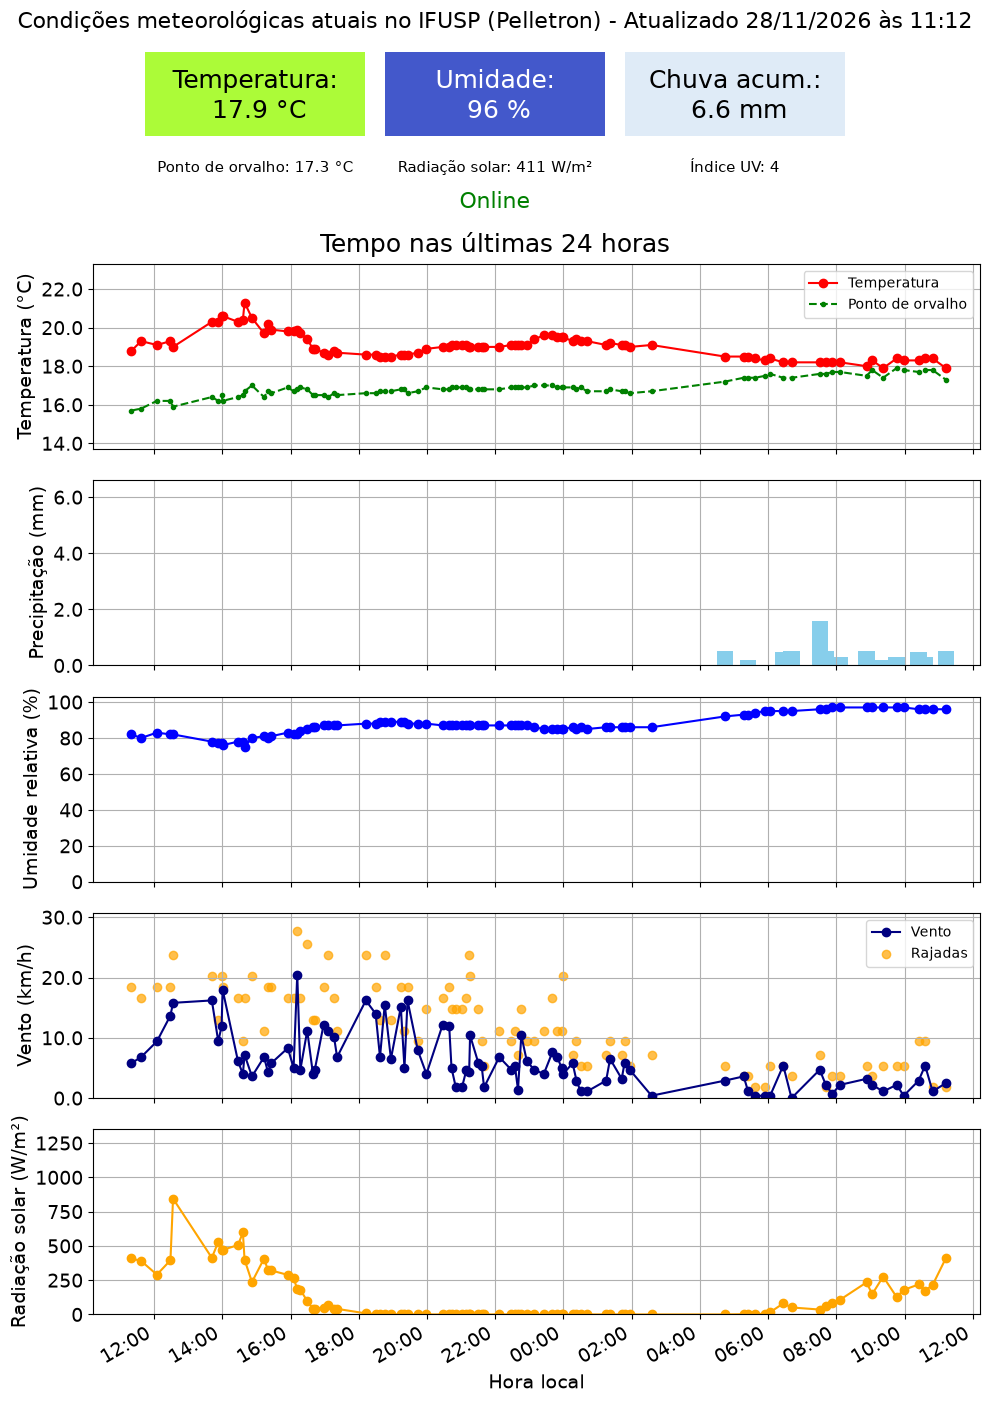 Condições meteorológicas atuais no IFUSP (Pelletron) - Atualizado 28/11/2026 às 11:12
Temperatura:
17.9 °C
Umidade:
96 %
Chuva acum.:
6.6 mm
Ponto de orvalho: 17.3 °C
Radiação solar: 411 W/m²
Índice UV: 4
Online
Tempo nas últimas 24 horas
Temperatura (°C)
22.0
20.0
18.0
16.0
14.0
Temperatura
Ponto de orvalho
Precipitação (mm)
6.0
4.0
2.0
0.0
Umidade relativa (%)
100
80
60
40
20
0
Vento (km/h)
30.0
20.0
10.0
0.0
Vento
Rajadas
Radiação solar (W/m²)
1250
1000
750
500
250
0
12:00
14:00
16:00
18:00
20:00
22:00
00:00
02:00
04:00
06:00
08:00
10:00
12:00
Hora local